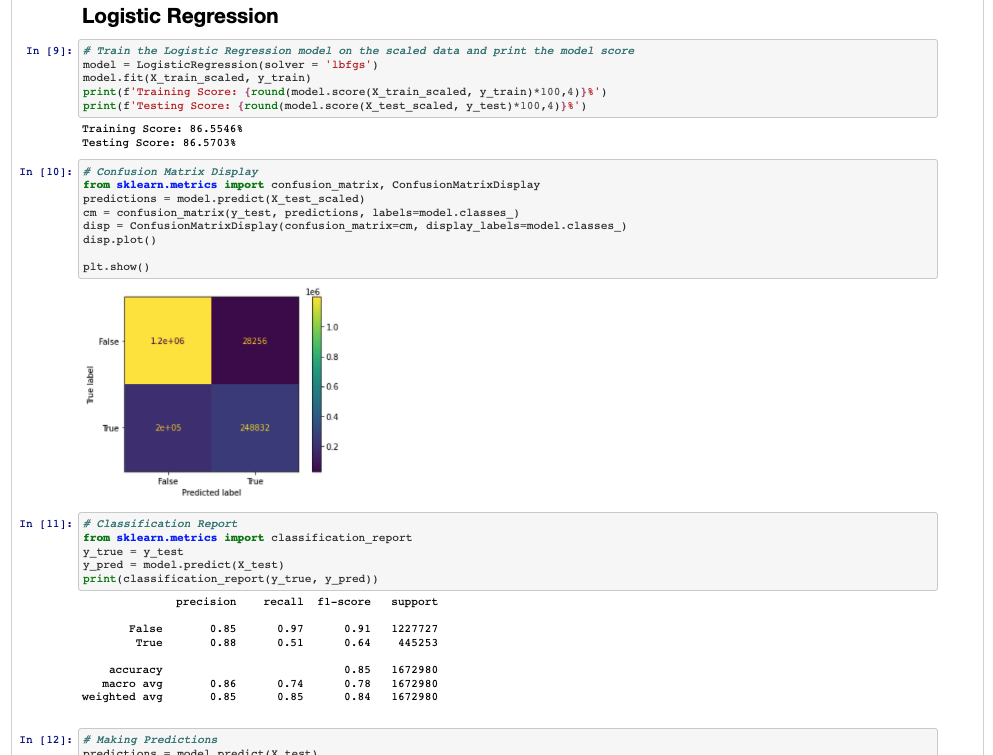 Logistic Regression
In [9]: # Train the Logistic Regression model on the scaled data and print the model score
model = LogisticRegression(solver = 'lbfgs')
model.fit(X_train_scaled, y_train)
print(f'Training Score: {round(model.score(X_train_scaled, y_train)*100,4)}%')
print(f'Testing Score: {round(model.score(X_test_scaled, y_test)*100,4)}%')
Training Score: 86.5546%
Testing Score: 86.5703%
In [10]: # Confusion Matrix Display
from sklearn.metrics import confusion_matrix, ConfusionMatrixDisplay
predictions = model.predict(X_test_scaled)
cm = confusion_matrix(y_test, predictions, labels=model.classes_)
disp = ConfusionMatrixDisplay(confusion_matrix=cm, display_labels=model.classes_)
disp.plot()
plt.show()
1e6
False 1.2e+06 28256
True 2e+05 248832
True label
False True
Predicted label
1.0
0.8
0.6
0.4
0.2
In [11]: # Classification Report
from sklearn.metrics import classification_report
y_true = y_test
y_pred = model.predict(X_test)
print(classification_report(y_true, y_pred))
precision recall f1-score support
False 0.85 0.97 0.91 1227727
True 0.88 0.51 0.64 445253
accuracy 0.85 1672980
macro avg 0.86 0.74 0.78 1672980
weighted avg 0.85 0.85 0.84 1672980
In [12]: # Making Predictions
predictions = model.predict(X_test)